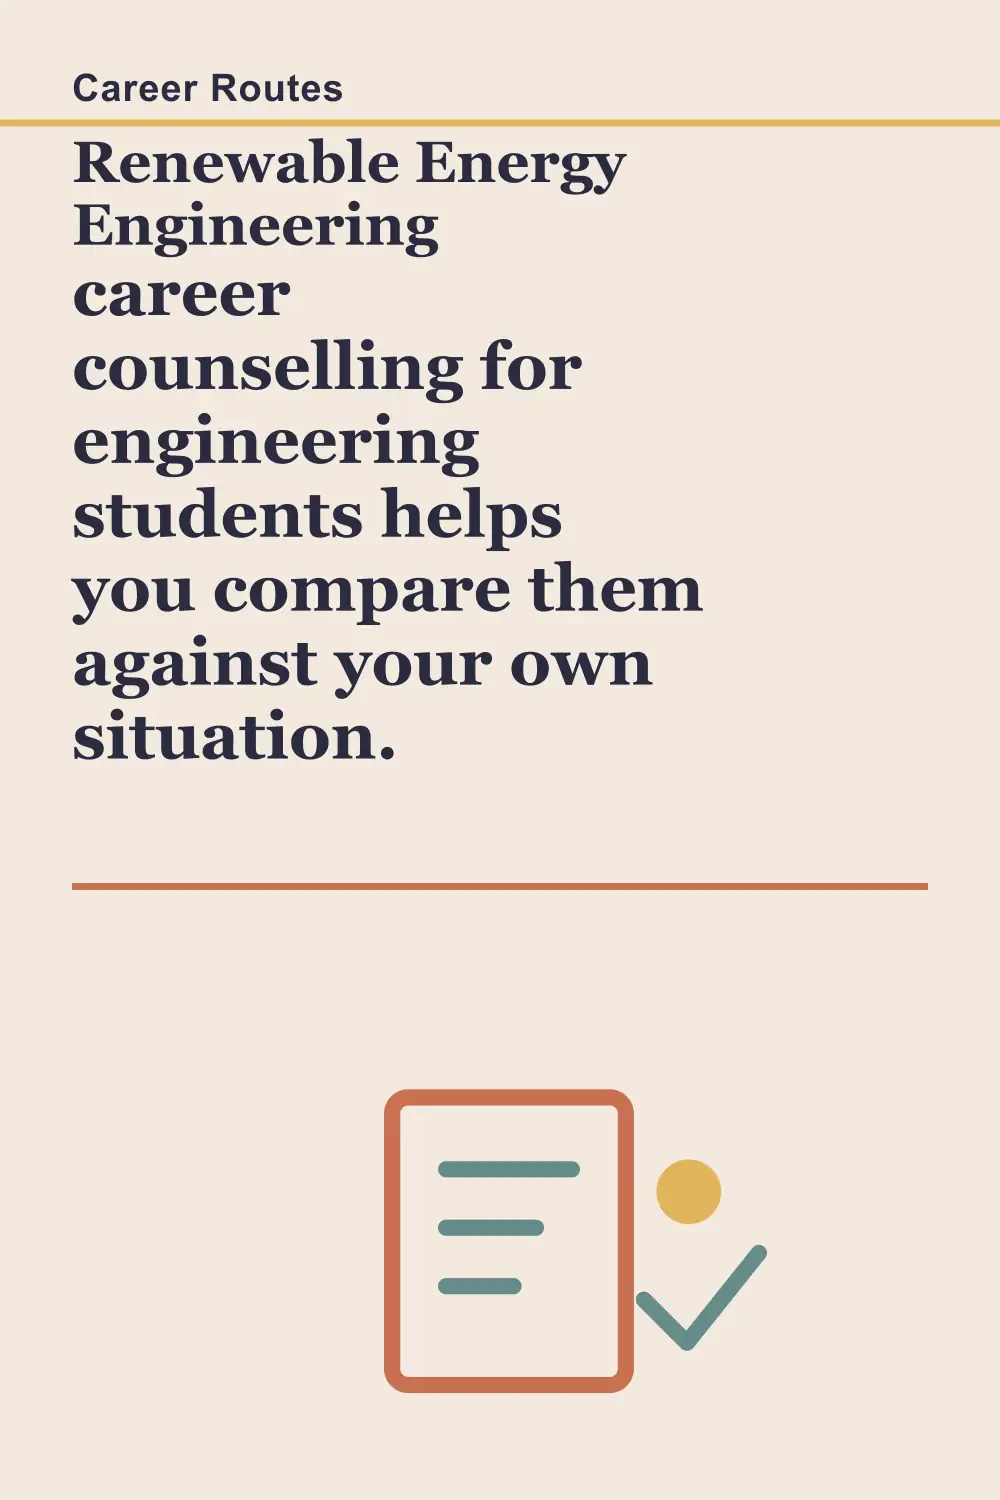 Career Routes
Renewable Energy
Engineering
career
counselling for
engineering
students helps
you compare them
against your own
situation.